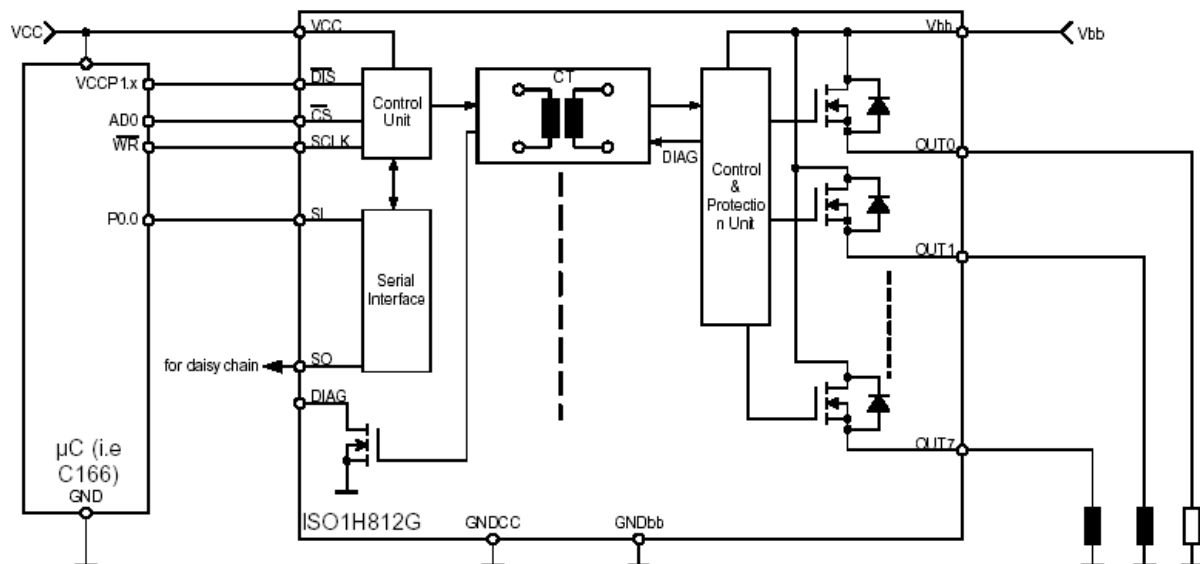 VCC
VCC
Vbb
Vbb
VCCP1.x
DIS
AD0
CS
WR
SCLK
Control
Unit
CT
DIAG
OUT0
Control
&
Protectio
n Unit
P0.0
SI
OUT1
Serial
Interface
for daisy chain
SO
DIAG
OUT7
µC (i.e
C166)
GND
ISO1H812G
GNDCC
GNDbb